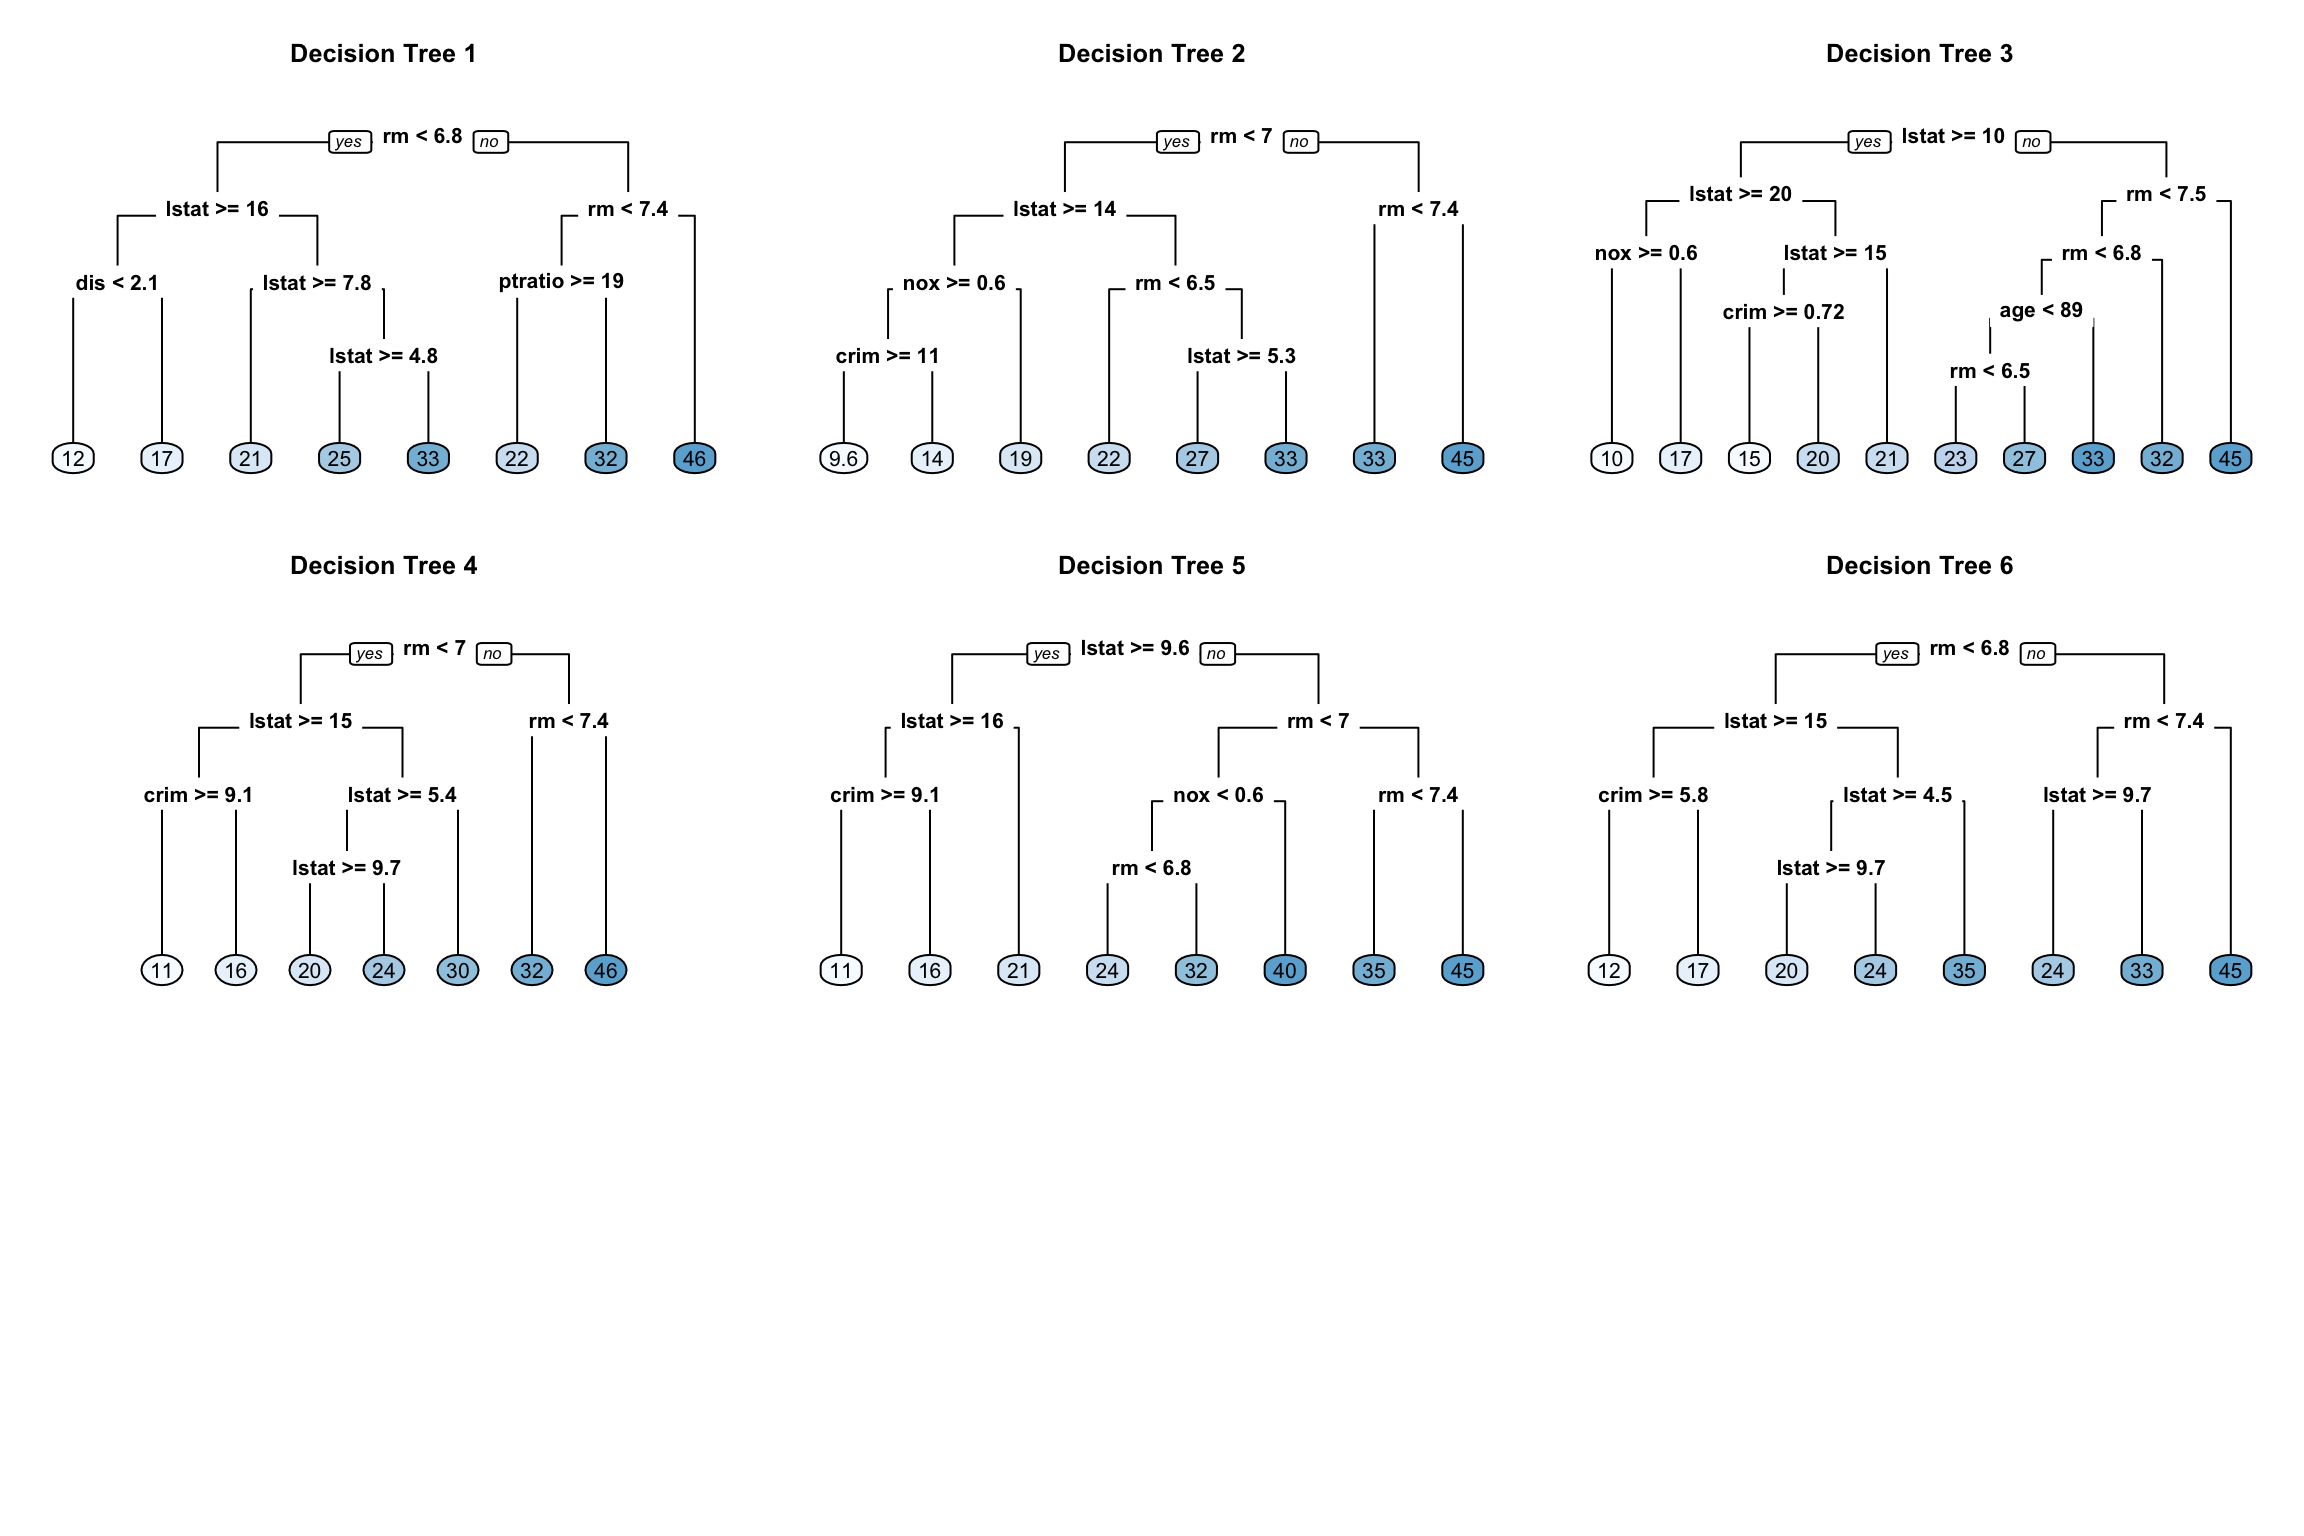 Decision Tree 1
yes rm < 6.8 no
lstat >= 16 rm < 7.4
dis < 2.1 lstat >= 7.8 ptratio >= 19
lstat >= 4.8
12 17 21 25 33 22 32 46
Decision Tree 2
yes rm < 7 no
lstat >= 14 rm < 7.4
nox >= 0.6 rm < 6.5
crim >= 11 lstat >= 5.3
9.6 14 19 22 27 33 33 45
Decision Tree 3
yes lstat >= 10 no
lstat >= 20 rm < 7.5
nox >= 0.6 lstat >= 15 rm < 6.8
crim >= 0.72 age < 89
rm < 6.5
10 17 15 20 21 23 27 33 32 45
Decision Tree 4
yes rm < 7 no
lstat >= 15 rm < 7.4
crim >= 9.1 lstat >= 5.4
lstat >= 9.7
11 16 20 24 30 32 46
Decision Tree 5
yes lstat >= 9.6 no
lstat >= 16 rm < 7
crim >= 9.1 nox < 0.6 rm < 7.4
rm < 6.8
11 16 21 24 32 40 35 45
Decision Tree 6
yes rm < 6.8 no
lstat >= 15 rm < 7.4
crim >= 5.8 lstat >= 4.5 lstat >= 9.7
lstat >= 9.7
12 17 20 24 35 24 33 45